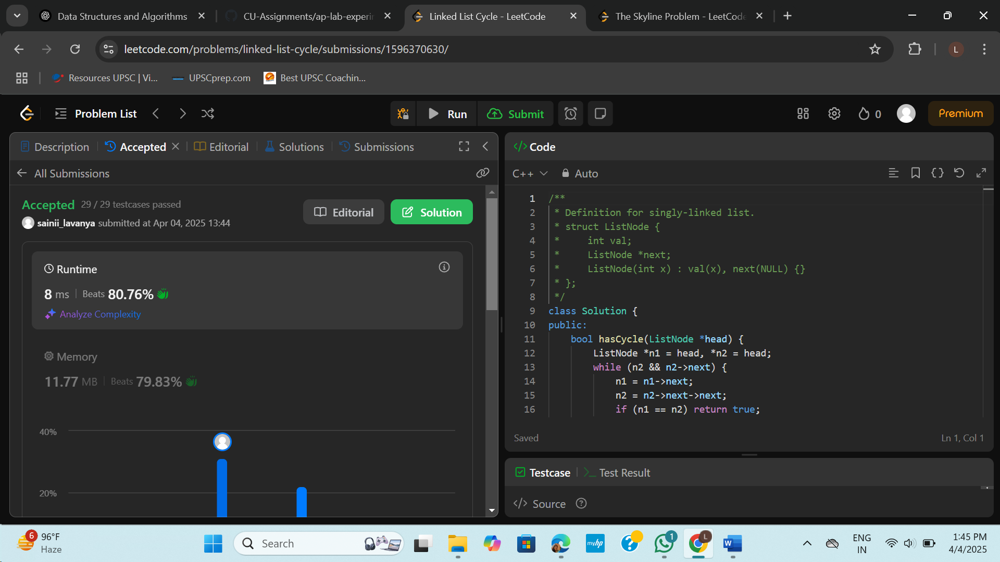 Data Structures and Algorithms
CU-Assignments/ap-lab-experi
Linked List Cycle - LeetCode
The Skyline Problem - LeetCode
leetcode.com/problems/linked-list-cycle/submissions/1596370630/
L
Resources UPSC | Vi...
UPSCprep.com
Best UPSC Coachin...
Problem List
Run
Submit
0
Premium
Description
Accepted
Editorial
Solutions
Submissions
All Submissions
Accepted 29 / 29 testcases passed
sainii_lavanya submitted at Apr 04, 2025 13:44
Editorial
Solution
Runtime
8 ms | Beats 80.76%
Analyze Complexity
Memory
11.77 MB | Beats 79.83%
40%
20%
</> Code
C++
Auto
1 /**
2 * Definition for singly-linked list.
3 * struct ListNode {
4 *     int val;
5 *     ListNode *next;
6 *     ListNode(int x) : val(x), next(NULL) {}
7 * };
8 */
9 class Solution {
10 public:
11     bool hasCycle(ListNode *head) {
12         ListNode *n1 = head, *n2 = head;
13         while (n2 && n2->next) {
14             n1 = n1->next;
15             n2 = n2->next->next;
16             if (n1 == n2) return true;
Saved
Ln 1, Col 1
Testcase
>_ Test Result
</> Source ?
6
96°F
Haze
Search
myhp
1
L
W
ENG
IN
1:45 PM
4/4/2025